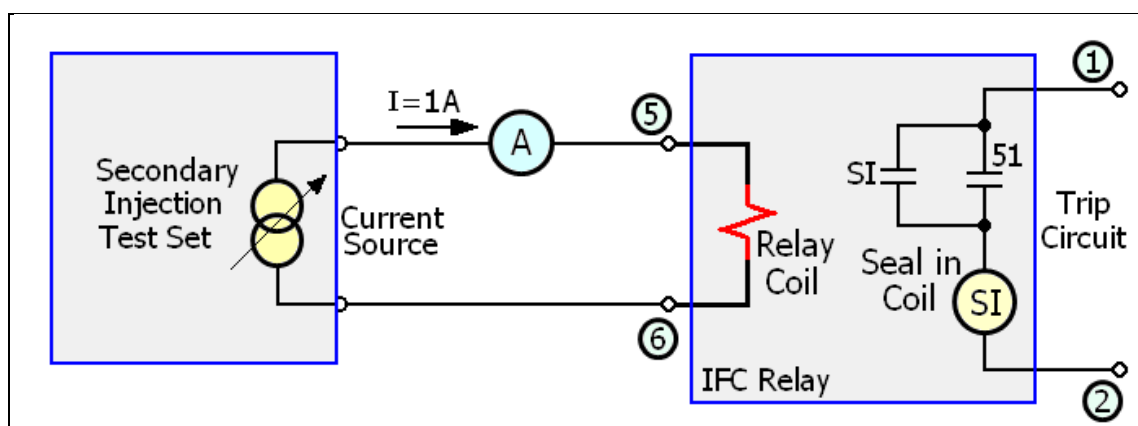 Secondary
Injection
Test Set
Current
Source
I=1A
A
5
6
Relay
Coil
IFC Relay
SI
51
Seal in
Coil
SI
1
Trip
Circuit
2